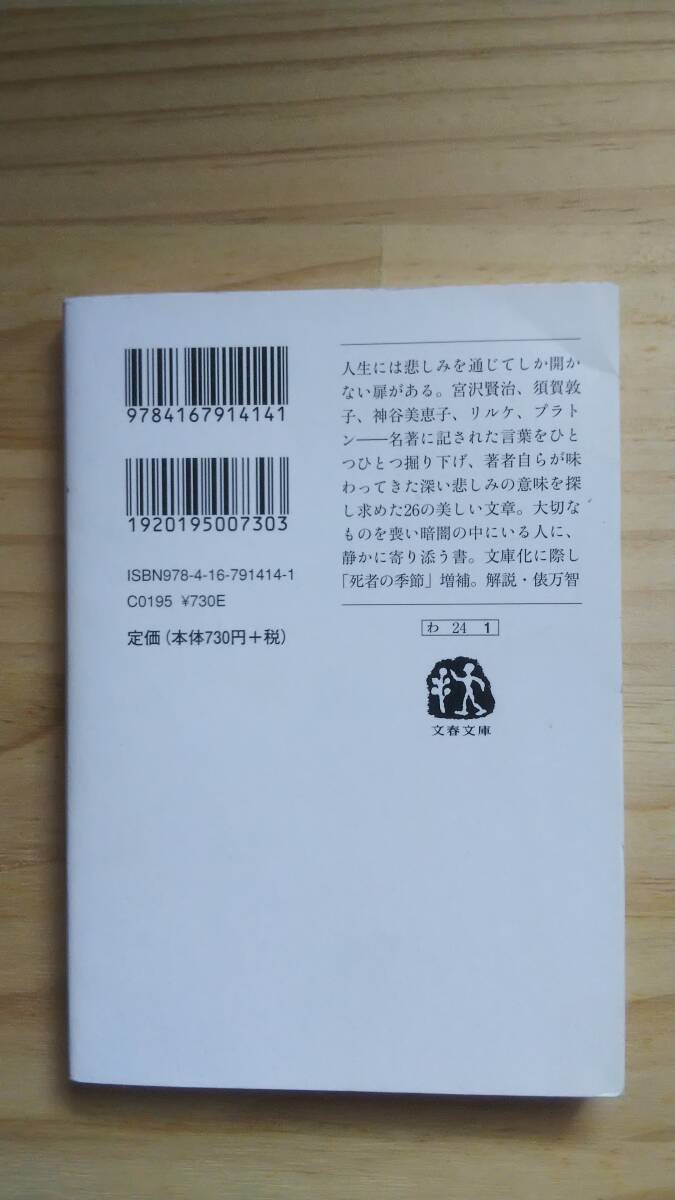 9784167914141
1920195007303
ISBN978-4-16-791414-1
C0195 ¥730E
定価（本体730円＋税）
人生には悲しみを通じてしか開か
ない扉がある。宮沢賢治、須賀敦
子、神谷美恵子、リルケ、プラト
ン――名著に記された言葉をひと
つひとつ掘り下げ、著者自らが味
わってきた深い悲しみの意味を探
し求めた26の美しい文章。大切な
ものを喪い暗闇の中にいる人に、
静かに寄り添う書。文庫化に際し
「死者の季節」増補。解説・俵万智
わ 24 1
文春文庫